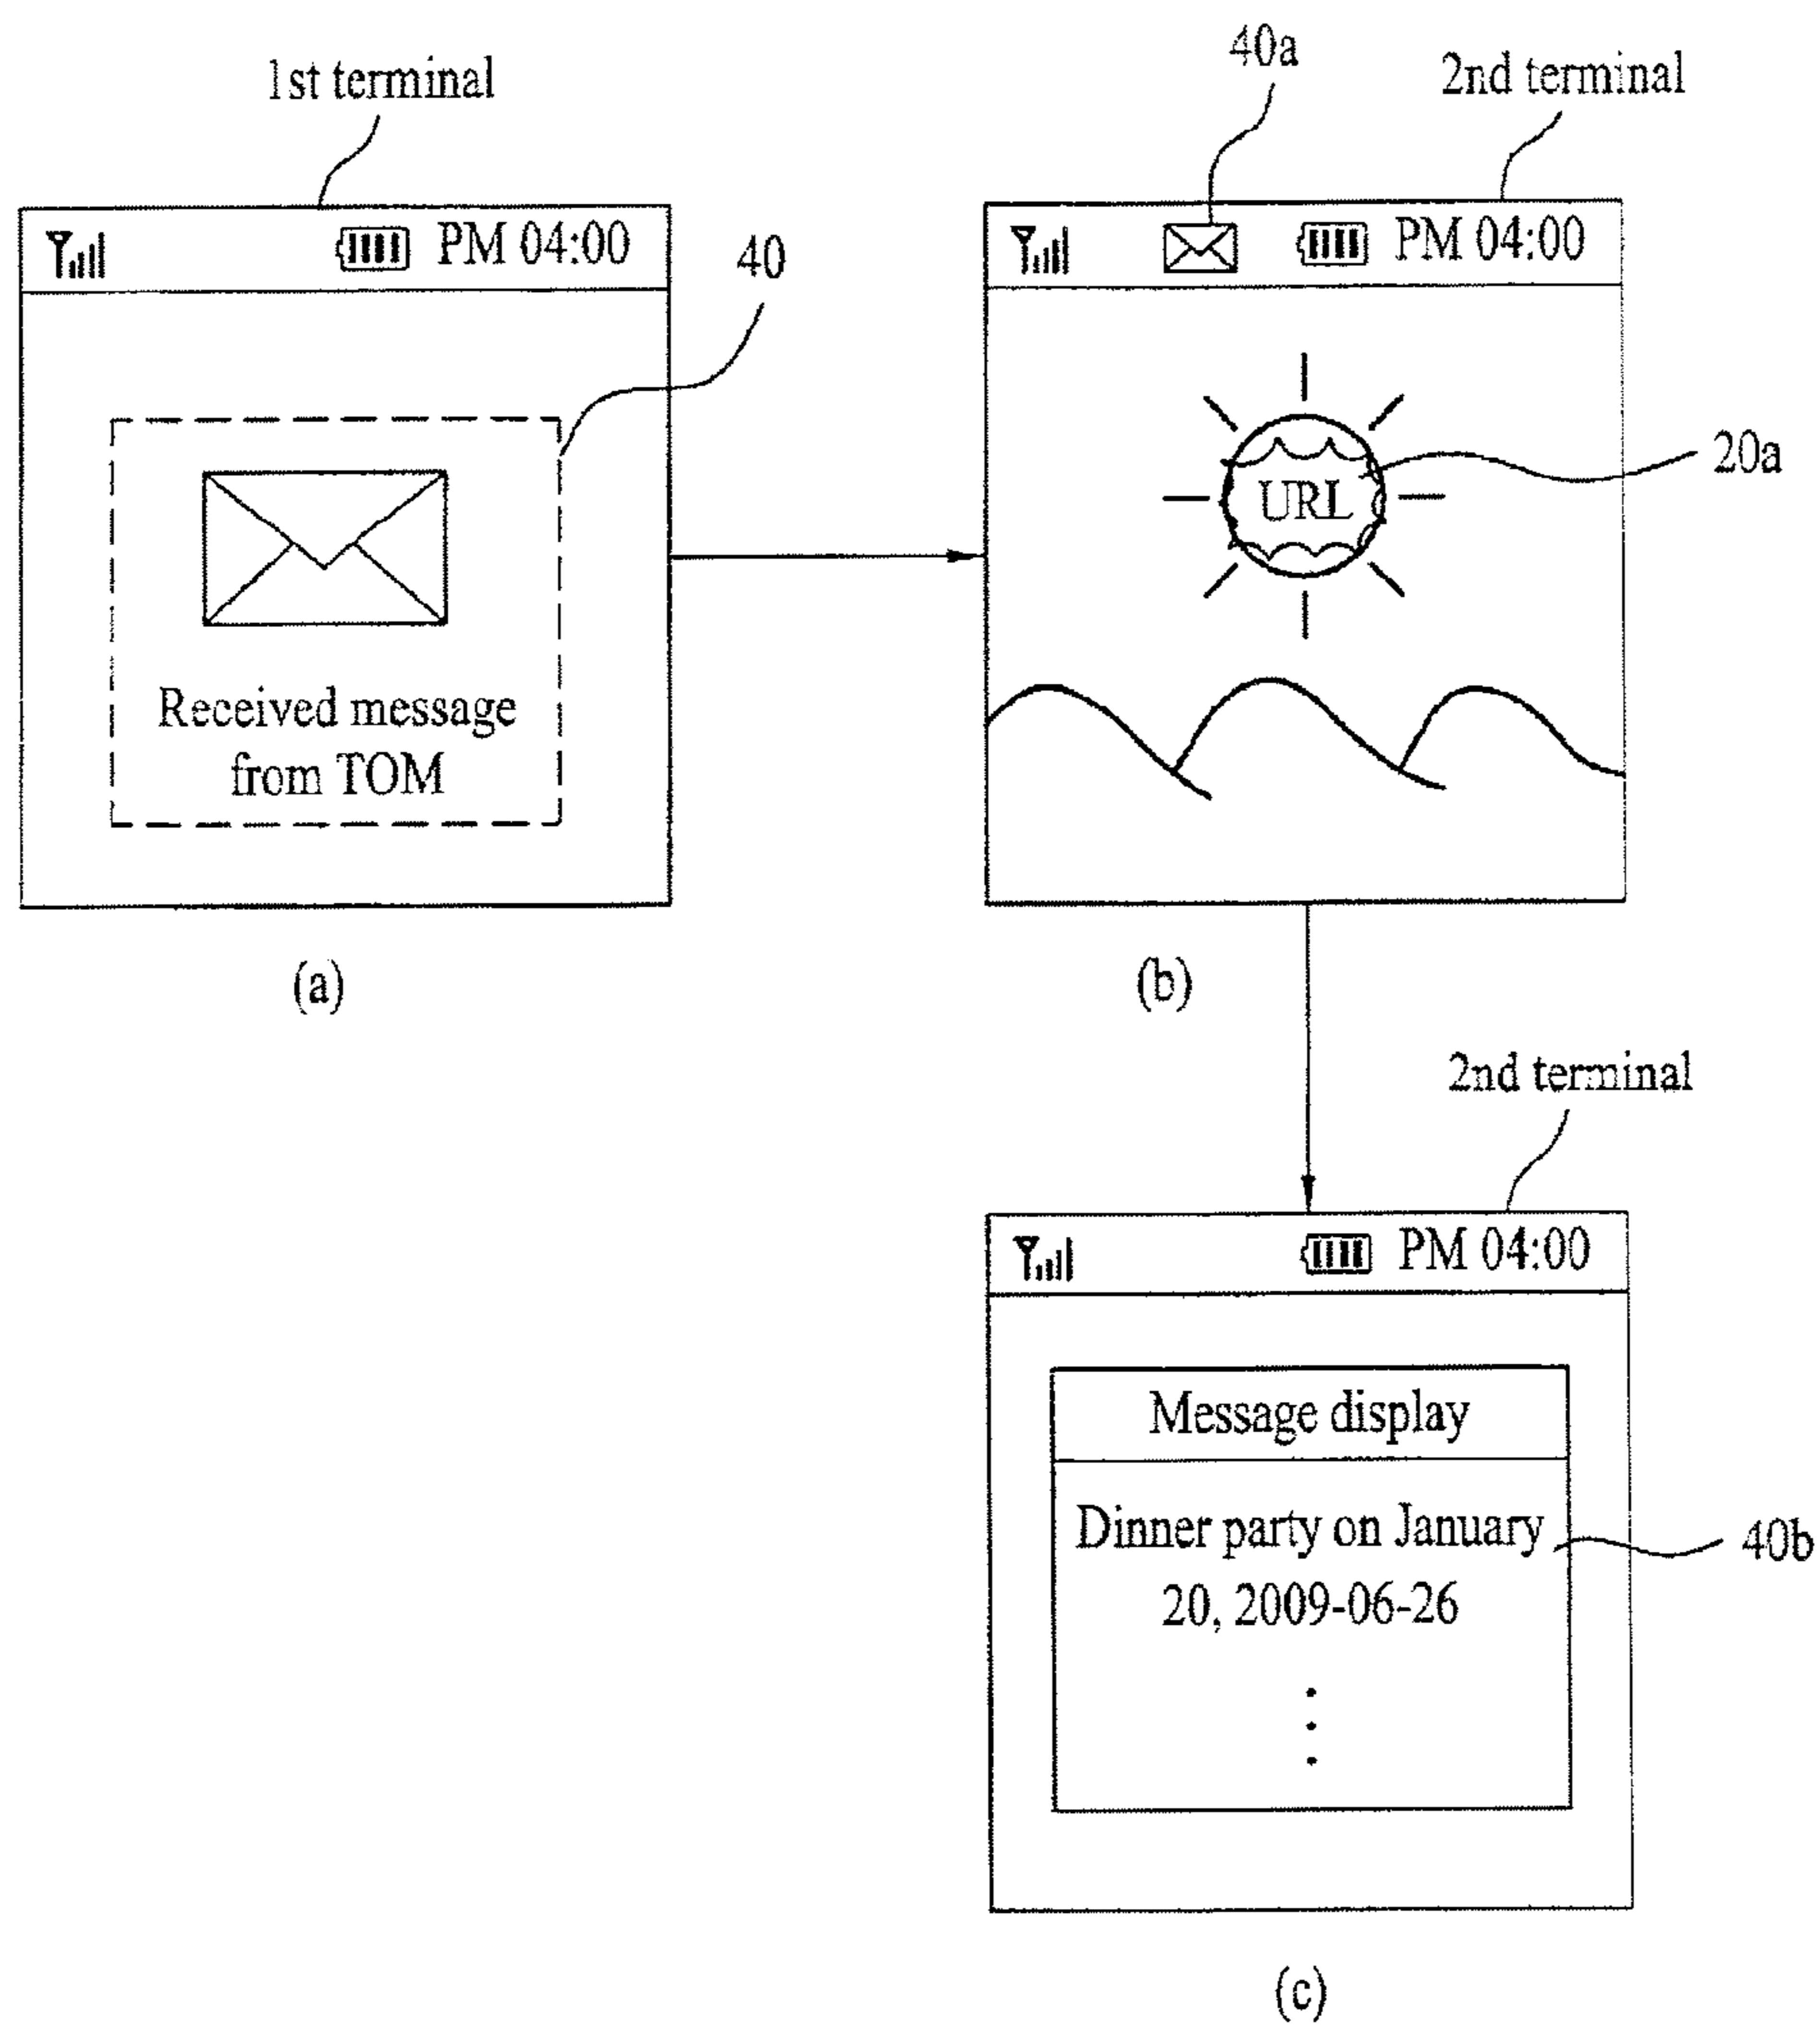 1st terminal
PM 04:00
40
Received message
from TOM
(a)
40a
2nd terminal
PM 04:00
URL
20a
(b)
2nd terminal
PM 04:00
Message display
Dinner party on January
20, 2009-06-26
40b
(c)